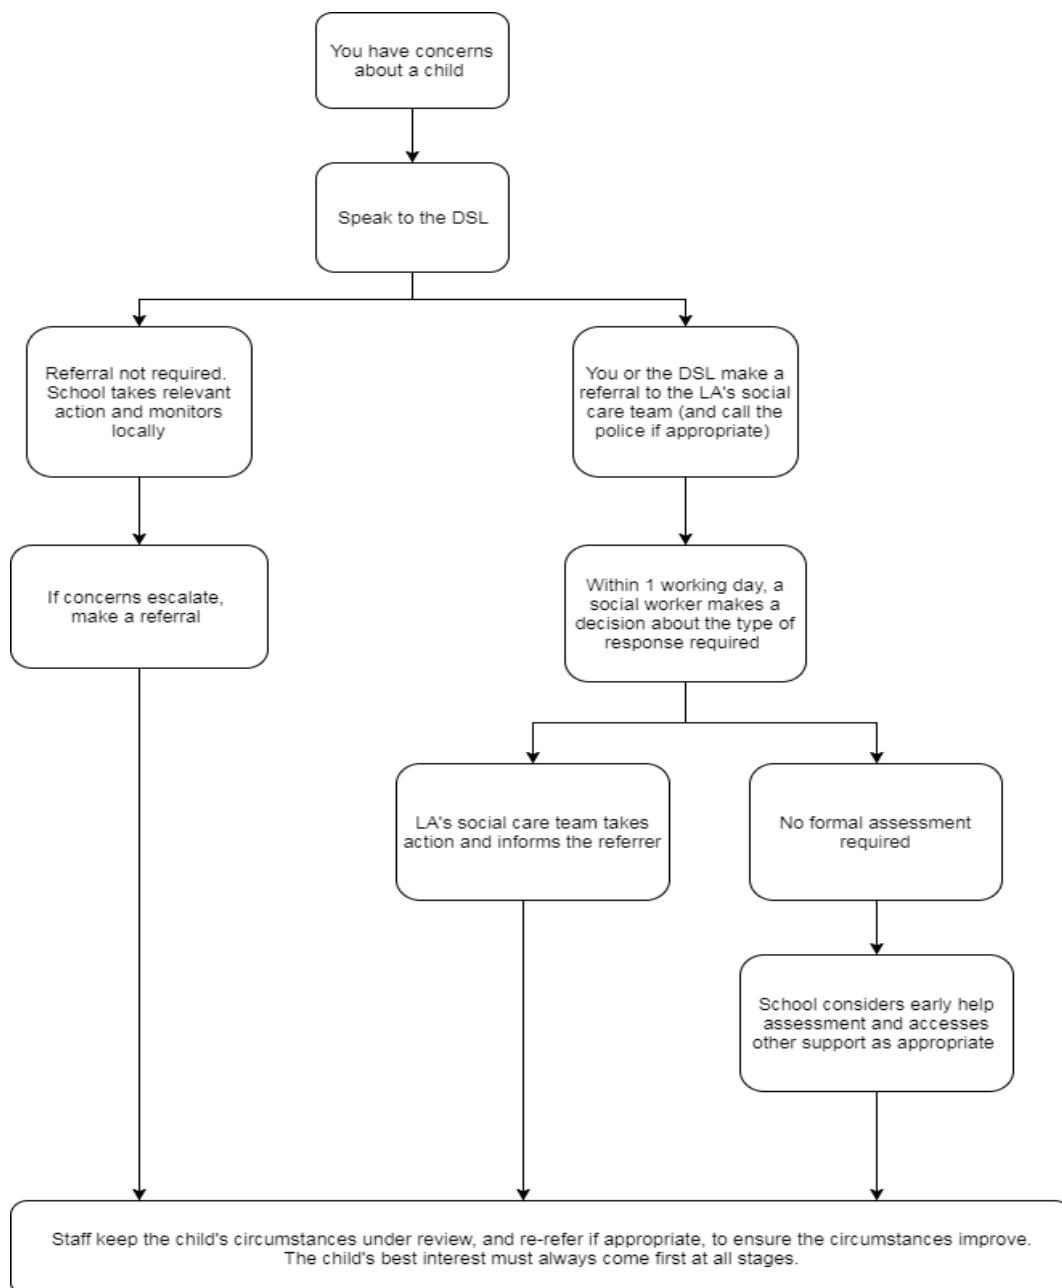 You have concerns
about a child
Speak to the DSL
Referral not required.
School takes relevant
action and monitors
locally
You or the DSL make a
referral to the LA's social
care team (and call the
police if appropriate)
If concerns escalate,
make a referral
Within 1 working day, a
social worker makes a
decision about the type of
response required
LA's social care team takes
action and informs the referrer
No formal assessment
required
School considers early help
assessment and accesses
other support as appropriate
Staff keep the child's circumstances under review, and re-refer if appropriate, to ensure the circumstances improve.
The child's best interest must always come first at all stages.